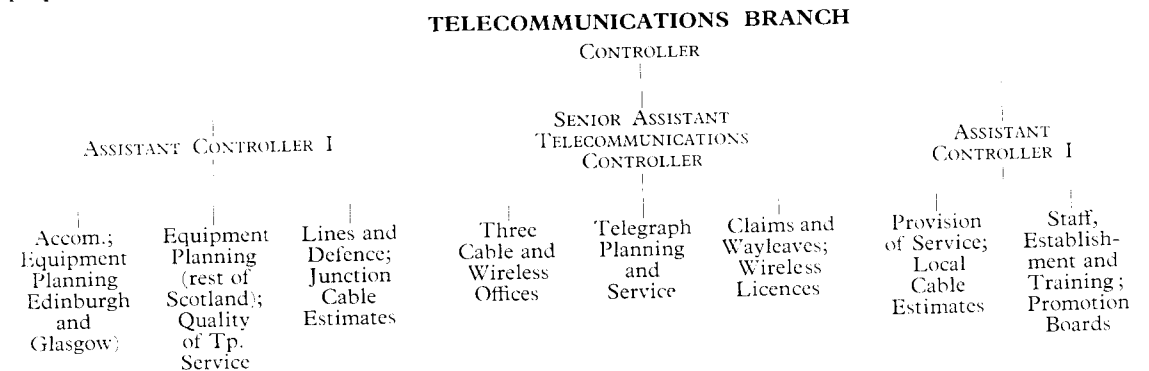 TELECOMMUNICATIONS BRANCH
CONTROLLER
ASSISTANT CONTROLLER I
SENIOR ASSISTANT
TELECOMMUNICATIONS
CONTROLLER
ASSISTANT
CONTROLLER I
Accom.;
Equipment
Planning
Edinburgh
and
Glasgow)
Equipment
Planning
(rest of
Scotland);
Quality
of Tp.
Service
Lines and
Defence;
Junction
Cable
Estimates
Three
Cable and
Wireless
Offices
Telegraph
Planning
and
Service
Claims and
Wayleaves;
Wireless
Licences
Provision
of Service;
Local
Cable
Estimates
Staff,
Establish-
ment and
Training;
Promotion
Boards